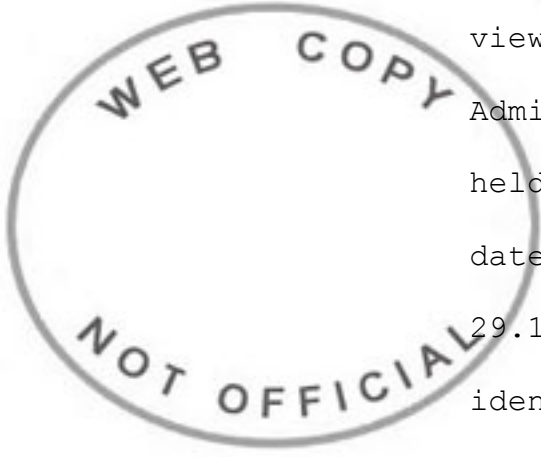 WEB COPY
NOT OFFICIAL
view
Admi
held
date
29.1
iden